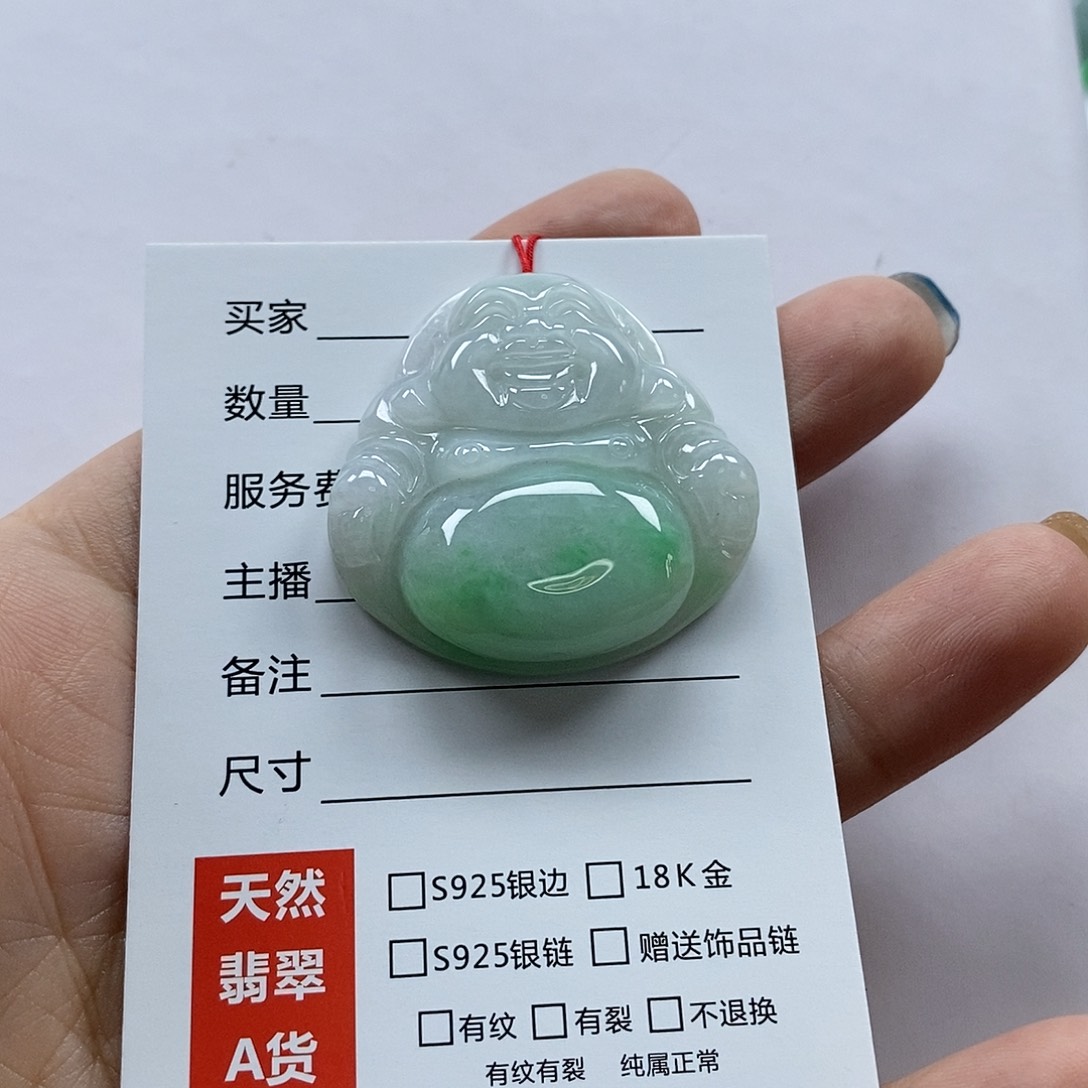 买家
数量
服务费
主播
备注
尺寸
天然
翡翠
A货
□S925银边 □18K金
□S925银链 □赠送饰品链
□有纹 □有裂 □不退换
有纹有裂 纯属正常